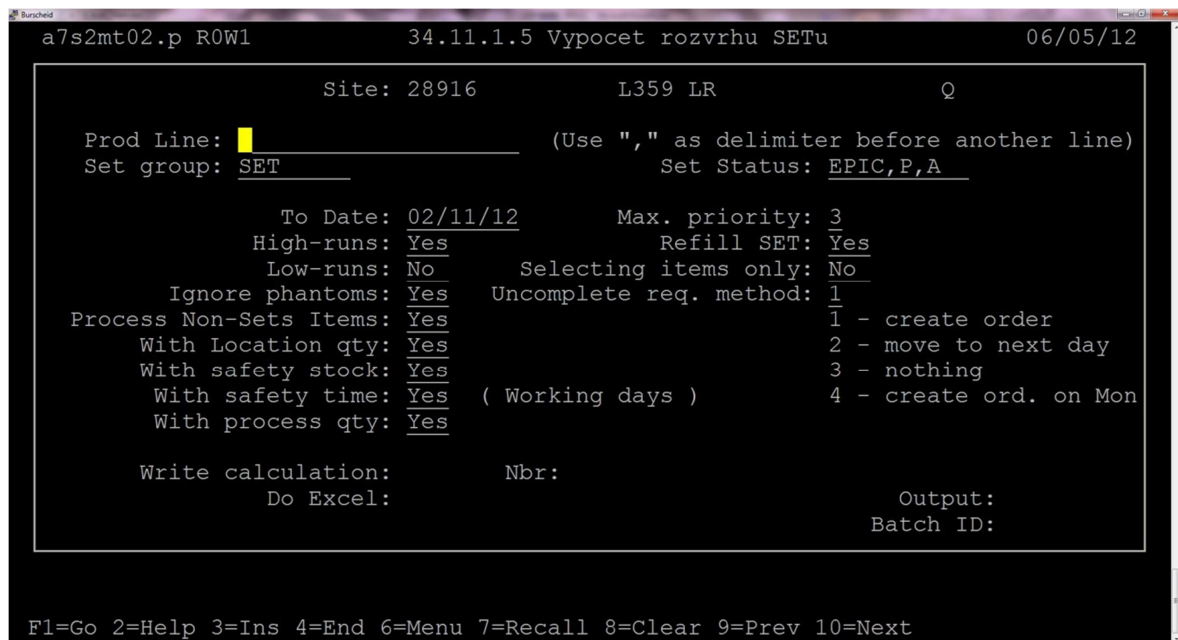 Burscheid
a7s2mt02.p R0W1 34.11.1.5 Vypocet rozvrhu SETu 06/05/12
Site: 28916 L359 LR Q
Prod Line: (Use "," as delimiter before another line)
Set group: SET Set Status: EPIC,P,A
To Date: 02/11/12 Max. priority: 3
High-runs: Yes Refill SET: Yes
Low-runs: No Selecting items only: No
Ignore phantoms: Yes Uncomplete req. method: 1
Process Non-Sets Items: Yes 1 - create order
With Location qty: Yes 2 - move to next day
With safety stock: Yes 3 - nothing
With safety time: Yes ( Working days ) 4 - create ord. on Mon
With process qty: Yes
Write calculation: Nbr:
Do Excel: Output:
Batch ID:
F1=Go 2=Help 3=Ins 4=End 6=Menu 7=Recall 8=Clear 9=Prev 10=Next